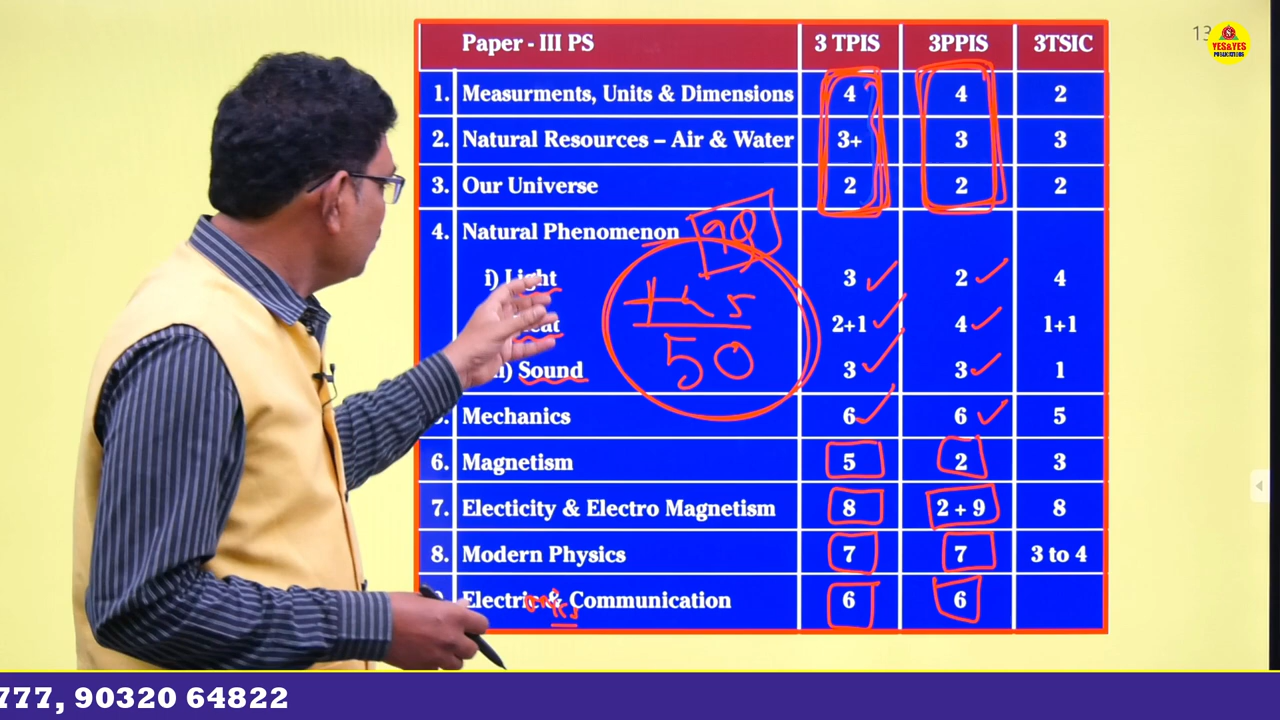 Paper - III PS 3 TPIS 3PPIS 3TSIC
13
YES&YES
PUBLICATIONS
1. Measurments, Units & Dimensions 4 4 2
2. Natural Resources – Air & Water 3+ 3 3
3. Our Universe 2 2 2
4. Natural Phenomenon
i) Light 3 2 4
2+1 4 1+1
Sound 3 3 1
50
Mechanics 6 6 5
6. Magnetism 5 2 3
7. Electicity & Electro Magnetism 8 2 + 9 8
8. Modern Physics 7 7 3 to 4
& Communication 6 6
777, 90320 64822